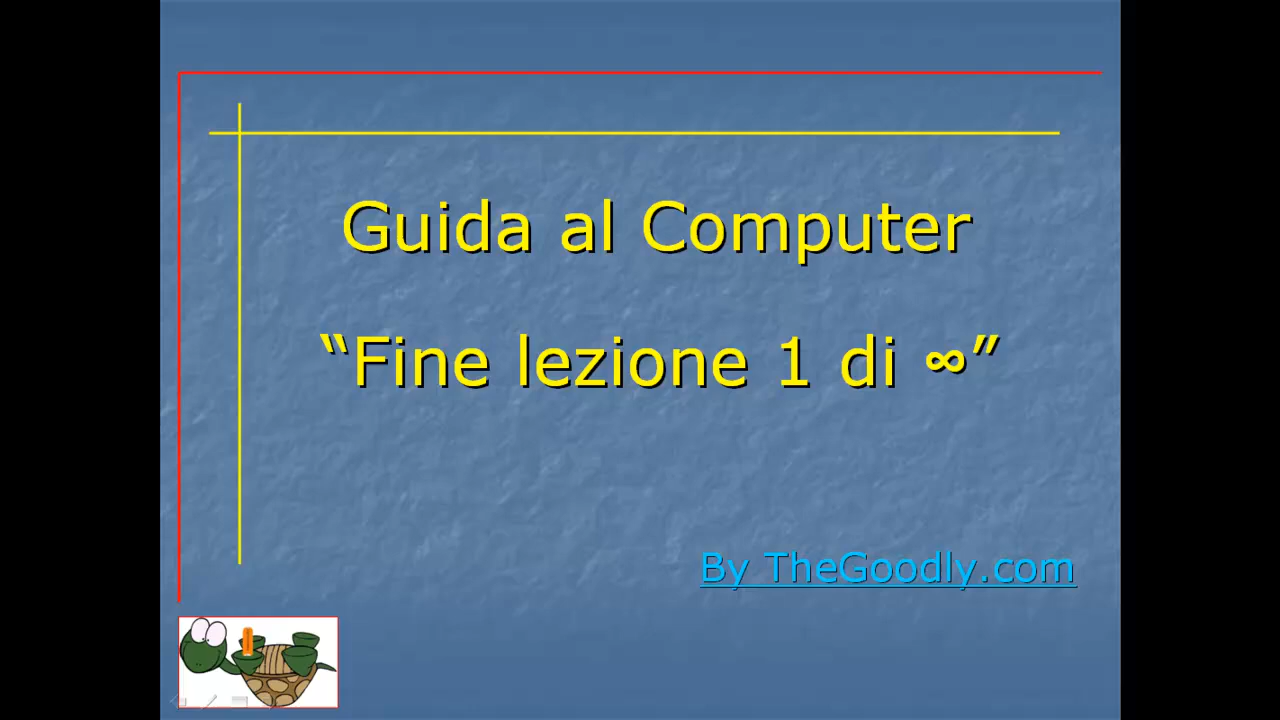 Guida al Computer
“Fine lezione 1 di ∞”
By TheGoodly.com